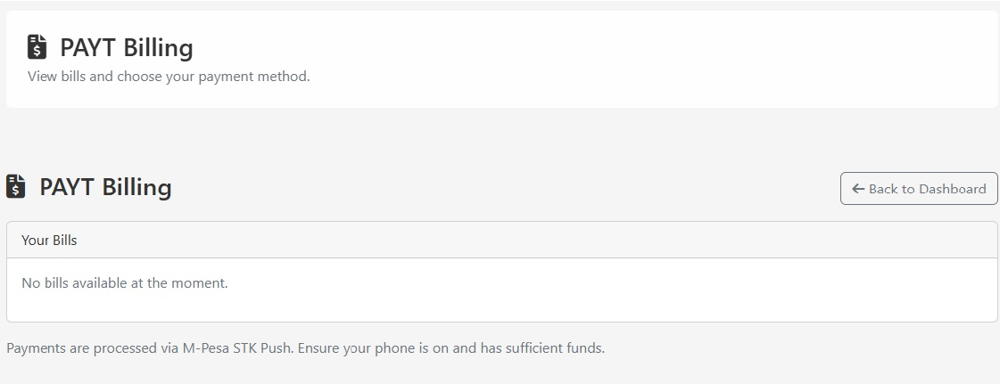 PAYT Billing
View bills and choose your payment method.
PAYT Billing
Back to Dashboard
Your Bills
No bills available at the moment.
Payments are processed via M-Pesa STK Push. Ensure your phone is on and has sufficient funds.